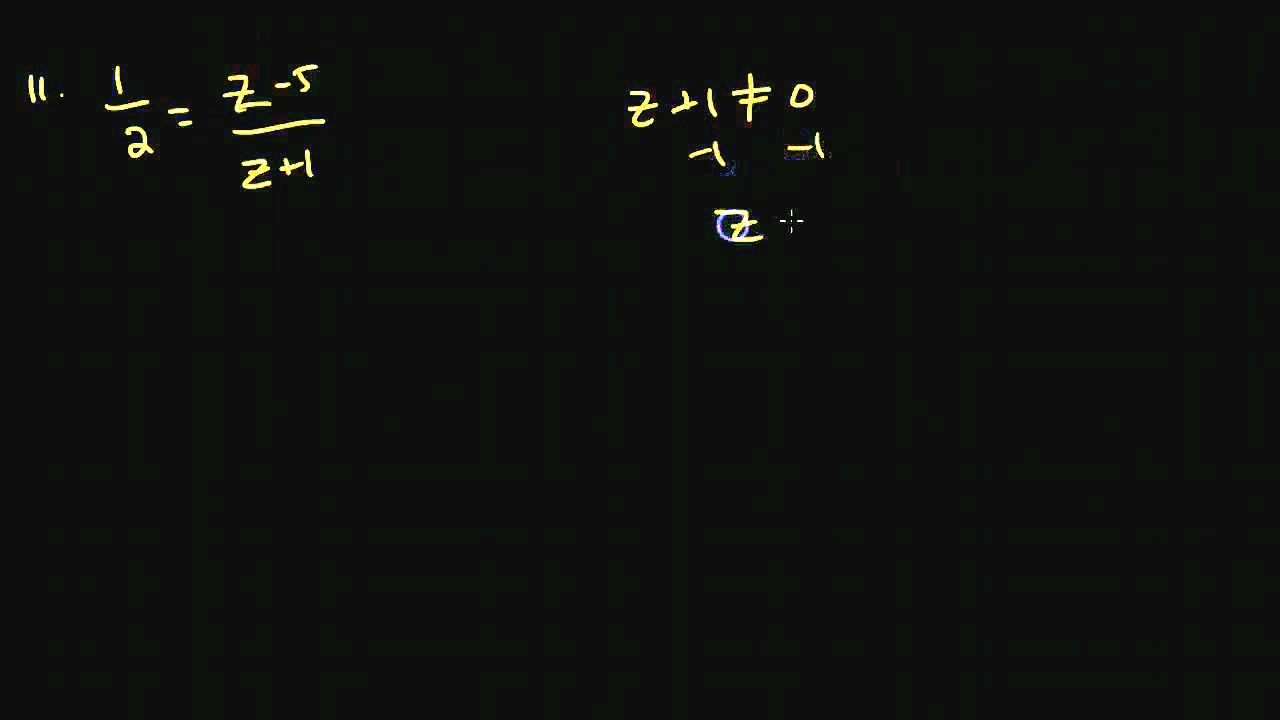 11. 1/2 = z-5/z+1
z+1 ≠ 0
-1 -1
z